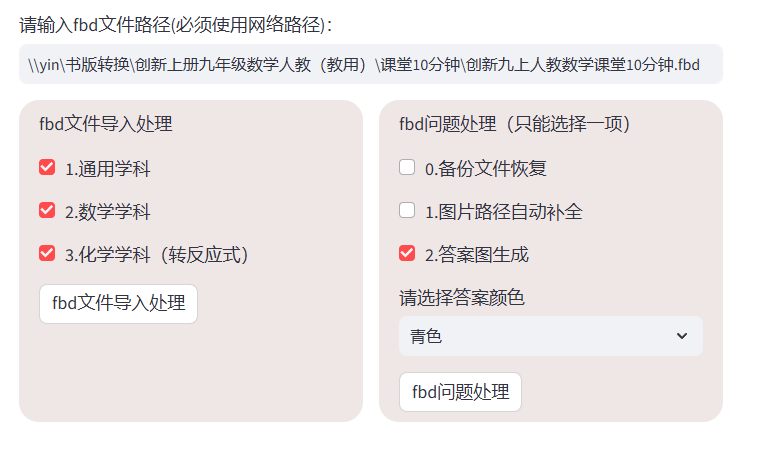 请输入fbd文件路径(必须使用网络路径)：
\\yin\书版转换\创新上册九年级数学人教（教用）\课堂10分钟\创新九上人教数学课堂10分钟.fbd
fbd文件导入处理
1.通用学科
2.数学学科
3.化学学科（转反应式）
fbd文件导入处理
fbd问题处理（只能选择一项）
0.备份文件恢复
1.图片路径自动补全
2.答案图生成
请选择答案颜色
青色
fbd问题处理